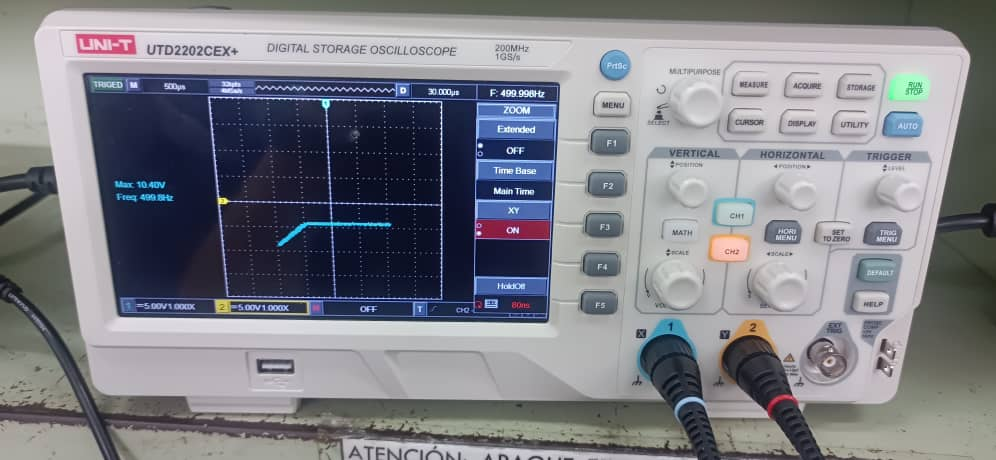 UNI-T UTD2202CEX+ DIGITAL STORAGE OSCILLOSCOPE 200MHz
1GS/s
TRIGED M 500µs 32kpts D 30.000µs F: 499.998Hz
4MSa/s
ZOOM
Extended
OFF
Time Base
Main Time
XY
ON
HoldOff
80ns
Max: 10.40V
Freq: 499.8Hz
1 5.00V1.000X 2 5.00V1.000X M OFF T CH2
PrtSc
MENU
F1
F2
F3
F4
F5
MULTIPURPOSE
SELECT
MEASURE ACQUIRE STORAGE RUN
STOP
CURSOR DISPLAY UTILITY AUTO
VERTICAL HORIZONTAL TRIGGER
POSITION POSITION LEVEL
CH1
MATH HORI
MENU SET
TO ZERO TRIG
MENU
CH2
SCALE SCALE
DEFAULT
HELP
X 1 Y 2 EXT
TRIG
ATENCIÓN: